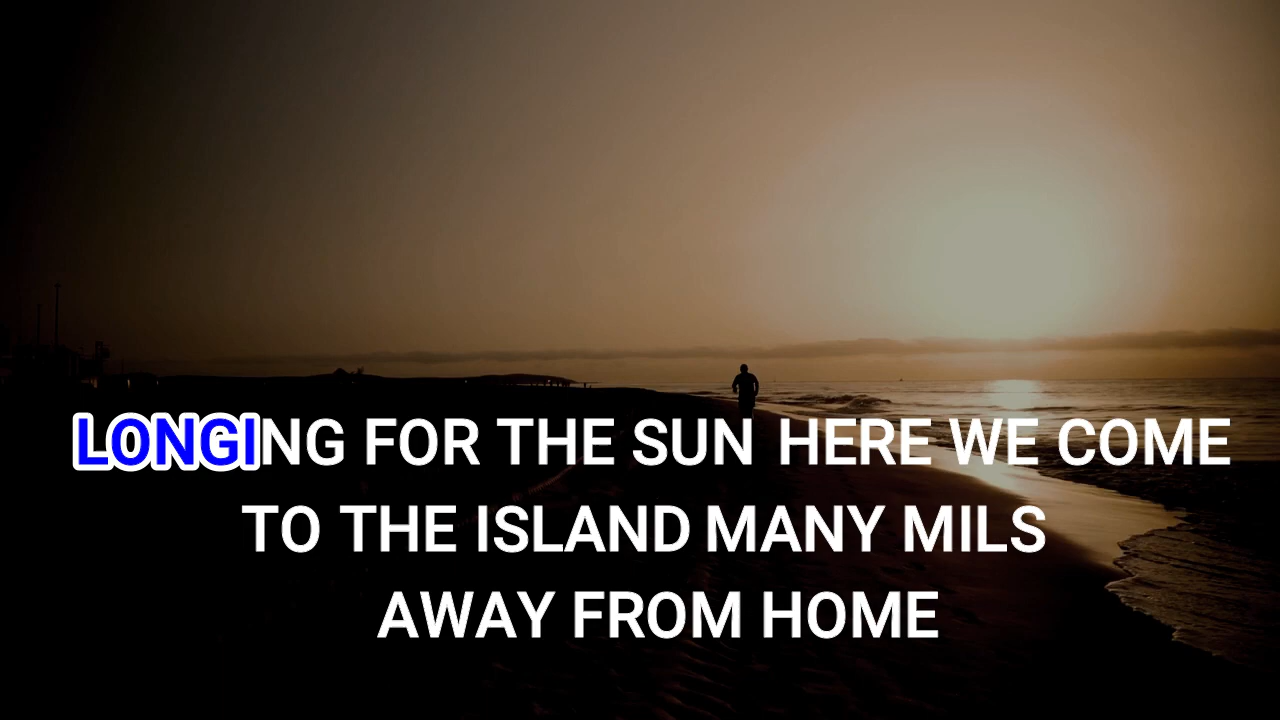 LONGING FOR THE SUN HERE WE COME
TO THE ISLAND MANY MILS
AWAY FROM HOME